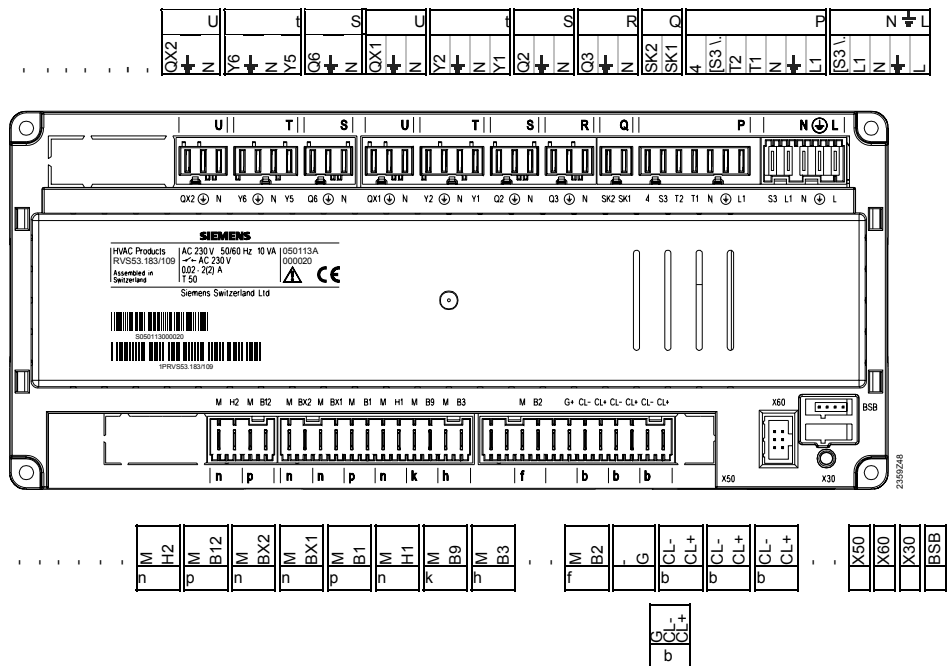 U t S U t S R Q P N L
QX2 N Y6 N Y5 Q6 N QX1 N Y2 N Y1 Q2 N Q3 N SK2 SK1 4 [S3 \. T2 T1 N L1 [S3 \. L1 N L
U T S U T S R Q P N L
QX2 N Y6 N Y5 Q6 N QX1 N Y2 N Y1 Q2 N Q3 N SK2 SK1 4 S3 T2 T1 N L1 S3 L1 N L
SIEMENS
HVAC Products
RVS53.183/109
Assembled in
Switzerland
AC 230 V 50/60 Hz 10 VA
AC 230 V
0.02 - 2(2) A
T 50
050113A
000020
CE
Siemens Switzerland Ltd
S050113000020
1PRVS53.183/109
M H2 M B12 M BX2 M BX1 M B1 M H1 M B9 M B3 M B2 G+ CL- CL+ CL- CL+ CL- CL+
X60
BSB
n p n n p n k h f b b b
X50
X30
2359Z48
M H2 M B12 M BX2 M BX1 M B1 M H1 M B9 M B3 M B2 - G CL- CL+ CL- CL+ CL- CL+ X50 X60 X30 BSB
n p n n p n k h f b b b
G CL- CL+
b